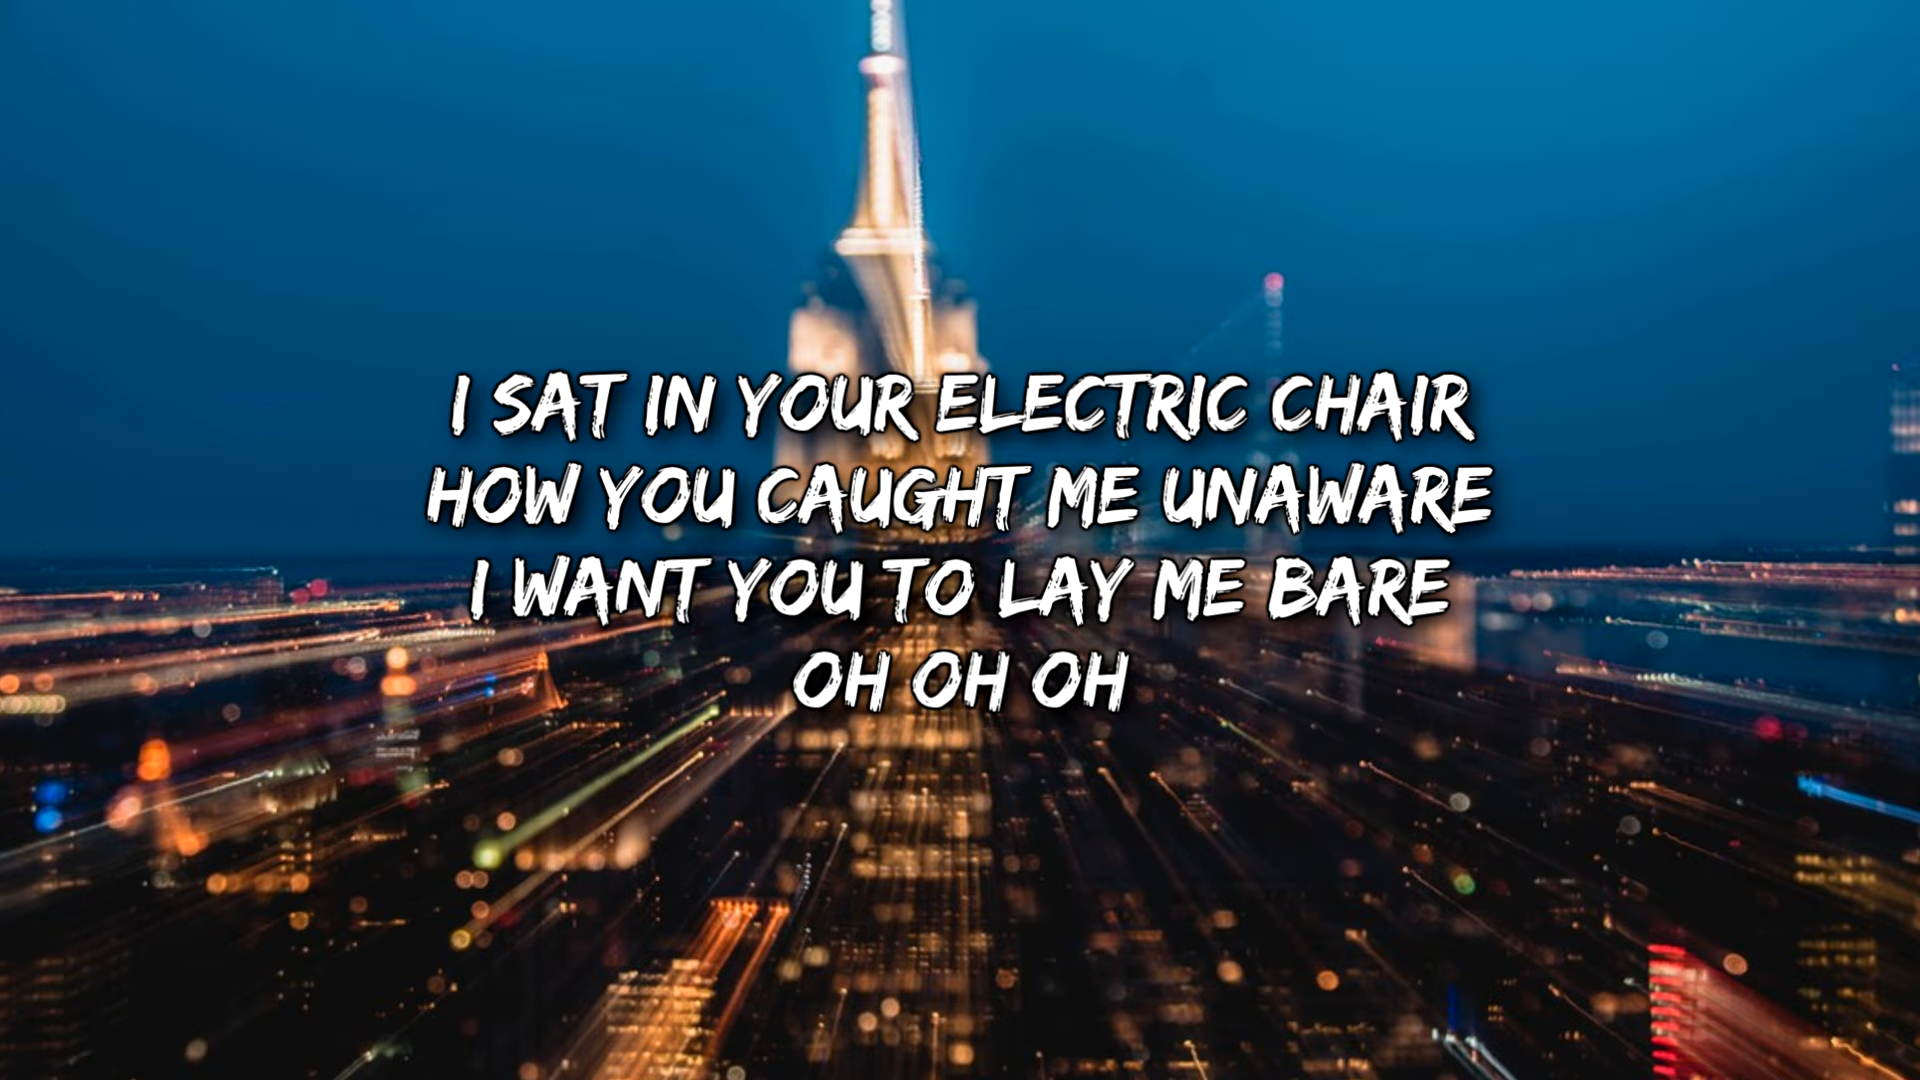 I SAT IN YOUR ELECTRIC CHAIR
HOW YOU CAUGHT ME UNAWARE
I WANT YOU TO LAY ME BARE
OH OH OH